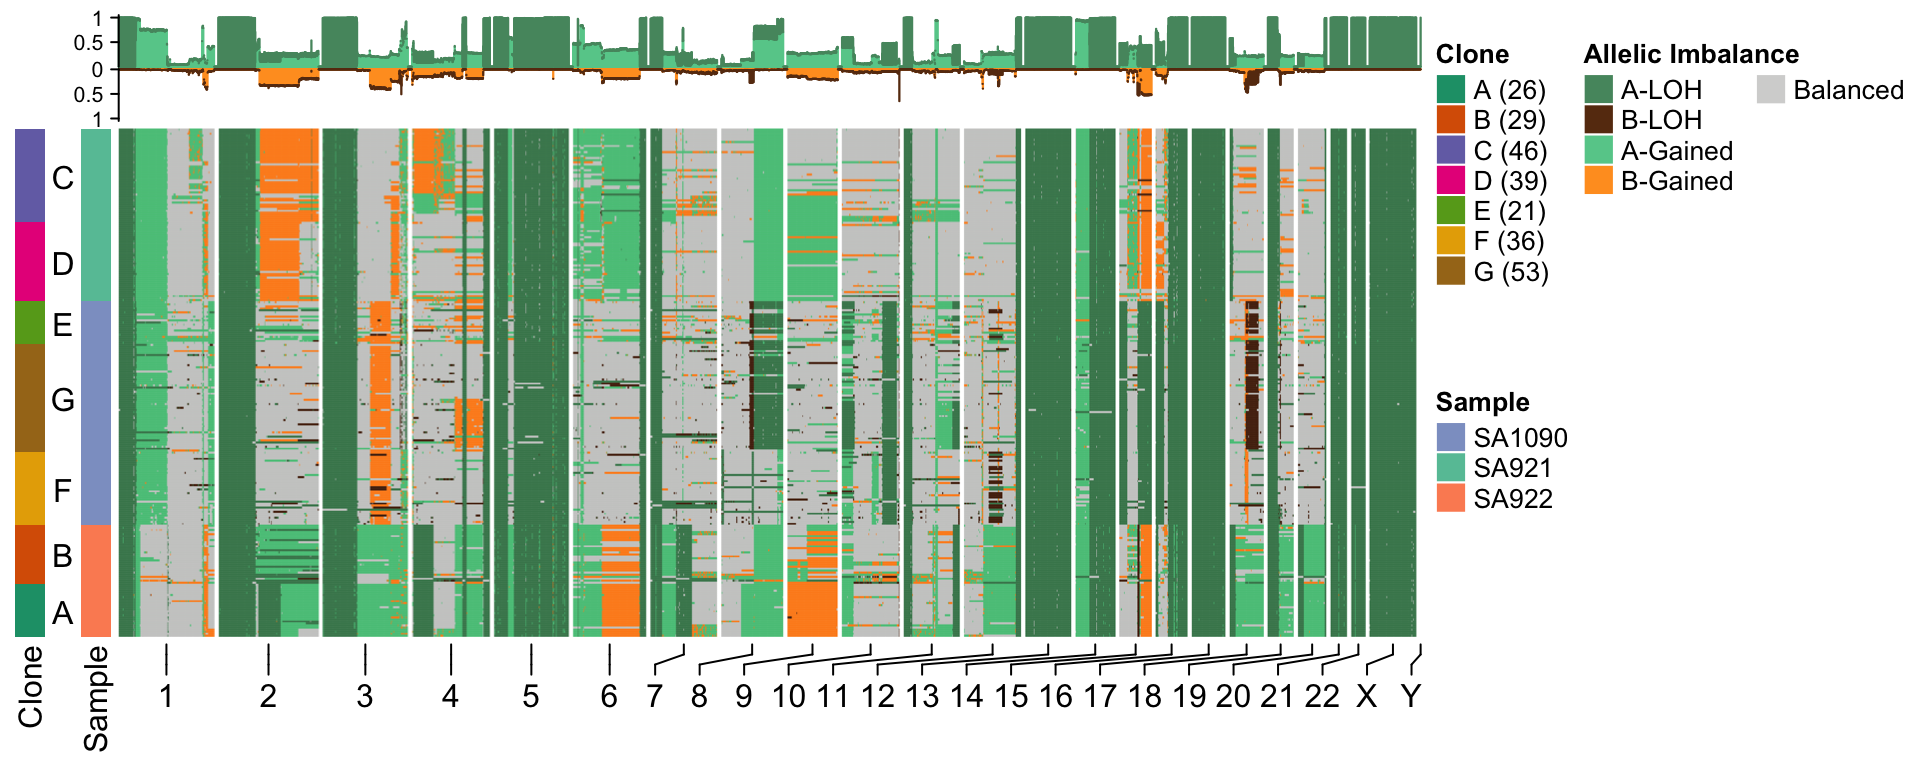 1
0.5
0
0.5
1
C
D
E
G
F
B
A
Clone
Sample
1 2 3 4 5 6 7 8 9 10 11 12 13 14 15 16 17 18 19 20 21 22 X Y
Clone
A (26)
B (29)
C (46)
D (39)
E (21)
F (36)
G (53)
Allelic Imbalance
A-LOH
B-LOH
A-Gained
B-Gained
Balanced
Sample
SA1090
SA921
SA922